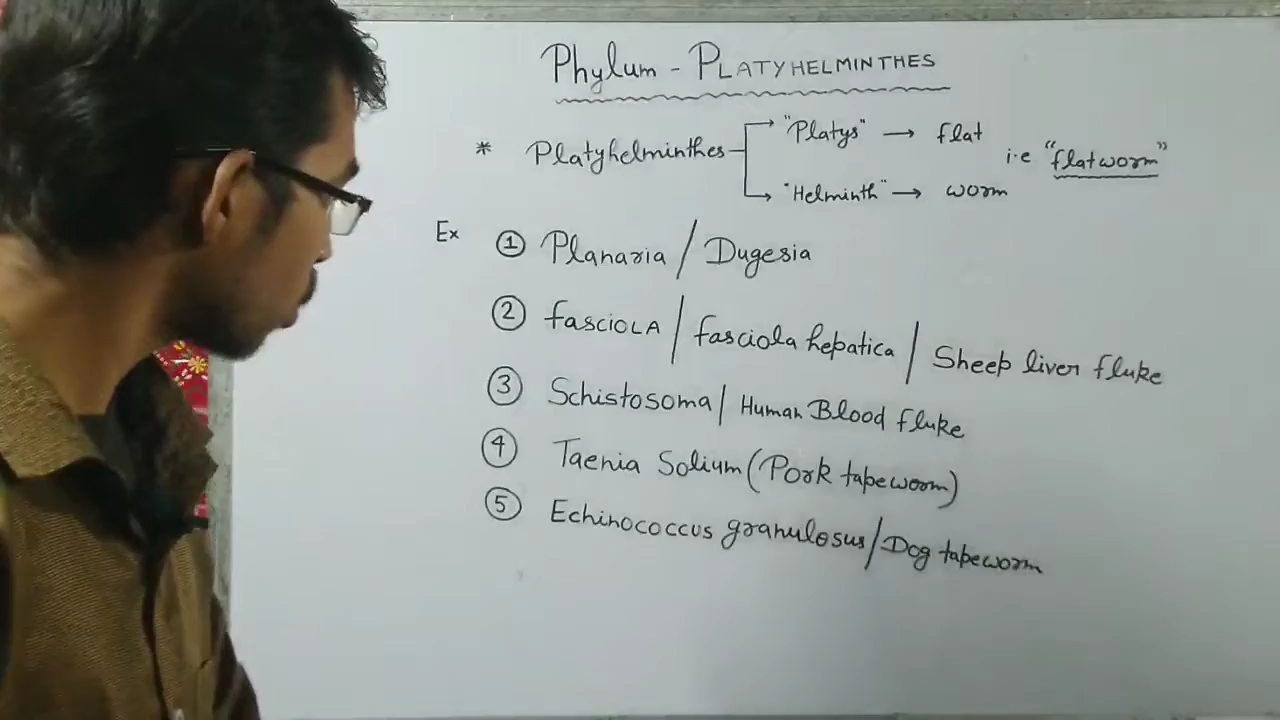 Phylum - PLATYHELMINTHES
* Platyhelminthes → "Platys" → flat
→ "Helminth" → worm
i.e "flatworm"
Ex ① Planaria / Dugesia
② fasciola / fasciola hepatica / Sheep liver fluke
③ Schistosoma / Human Blood fluke
④ Taenia Solium (Pork tapeworm)
⑤ Echinococcus granulosus / Dog tapeworm